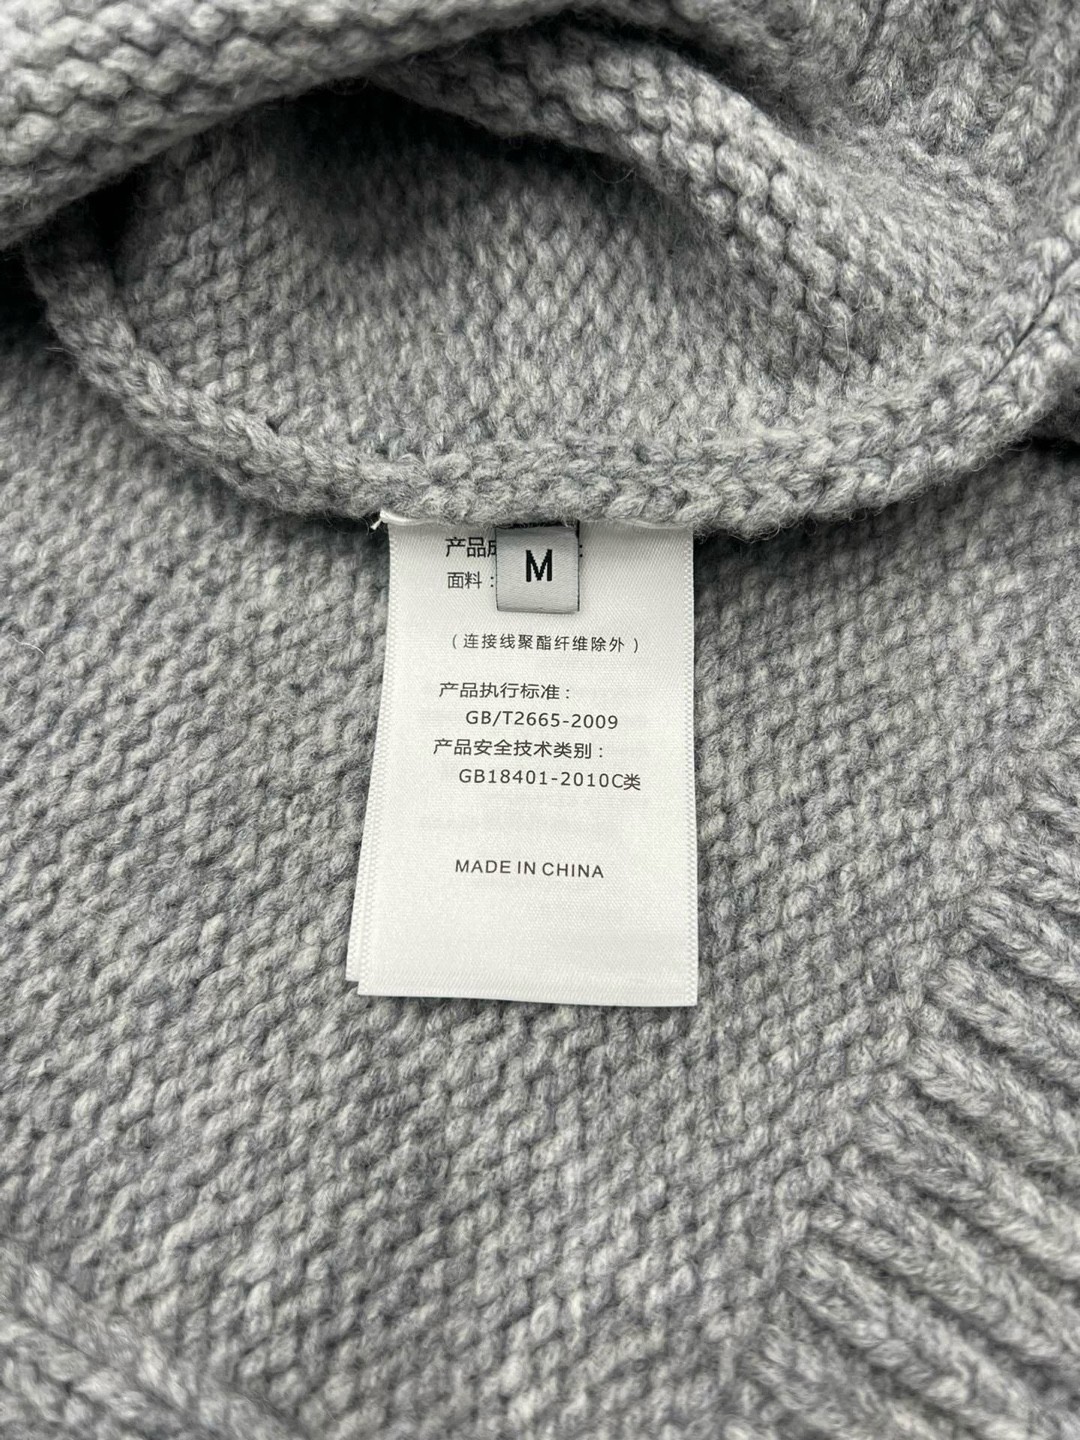 产品成
M
面料：
（连接线聚酯纤维除外）
产品执行标准：
GB/T2665-2009
产品安全技术类别：
GB18401-2010C类
MADE IN CHINA